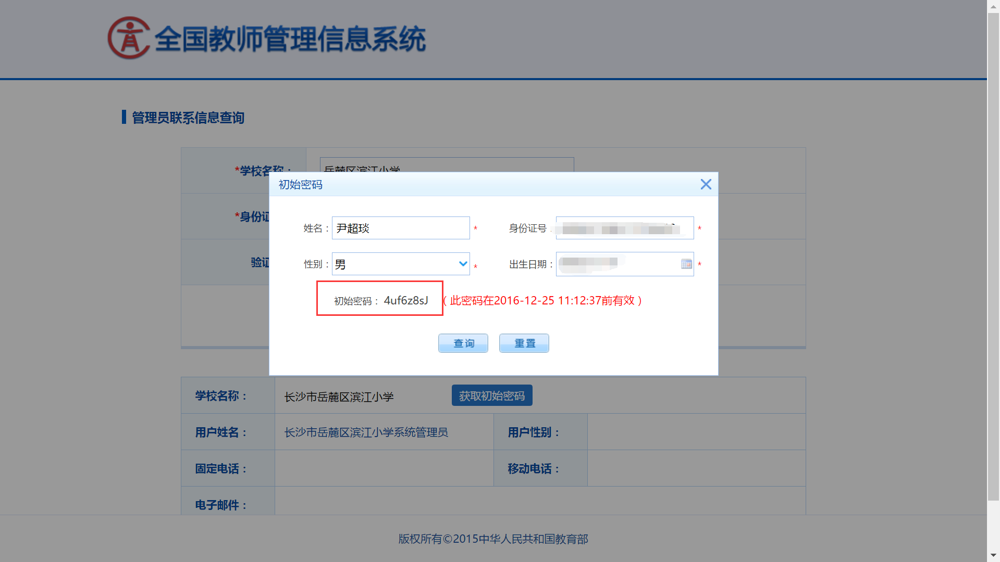 全国教师管理信息系统
管理员联系信息查询
*学校名称：
岳麓区滨江小学
*身份证
验证
初始密码
姓名：尹超琰 *
身份证号： *
性别：男 *
出生日期： *
初始密码：4uf6z8sJ（此密码在2016-12-25 11:12:37前有效）
查询 重置
学校名称：长沙市岳麓区滨江小学 获取初始密码
用户姓名：长沙市岳麓区滨江小学系统管理员 用户性别：
固定电话： 移动电话：
电子邮件：
版权所有©2015中华人民共和国教育部